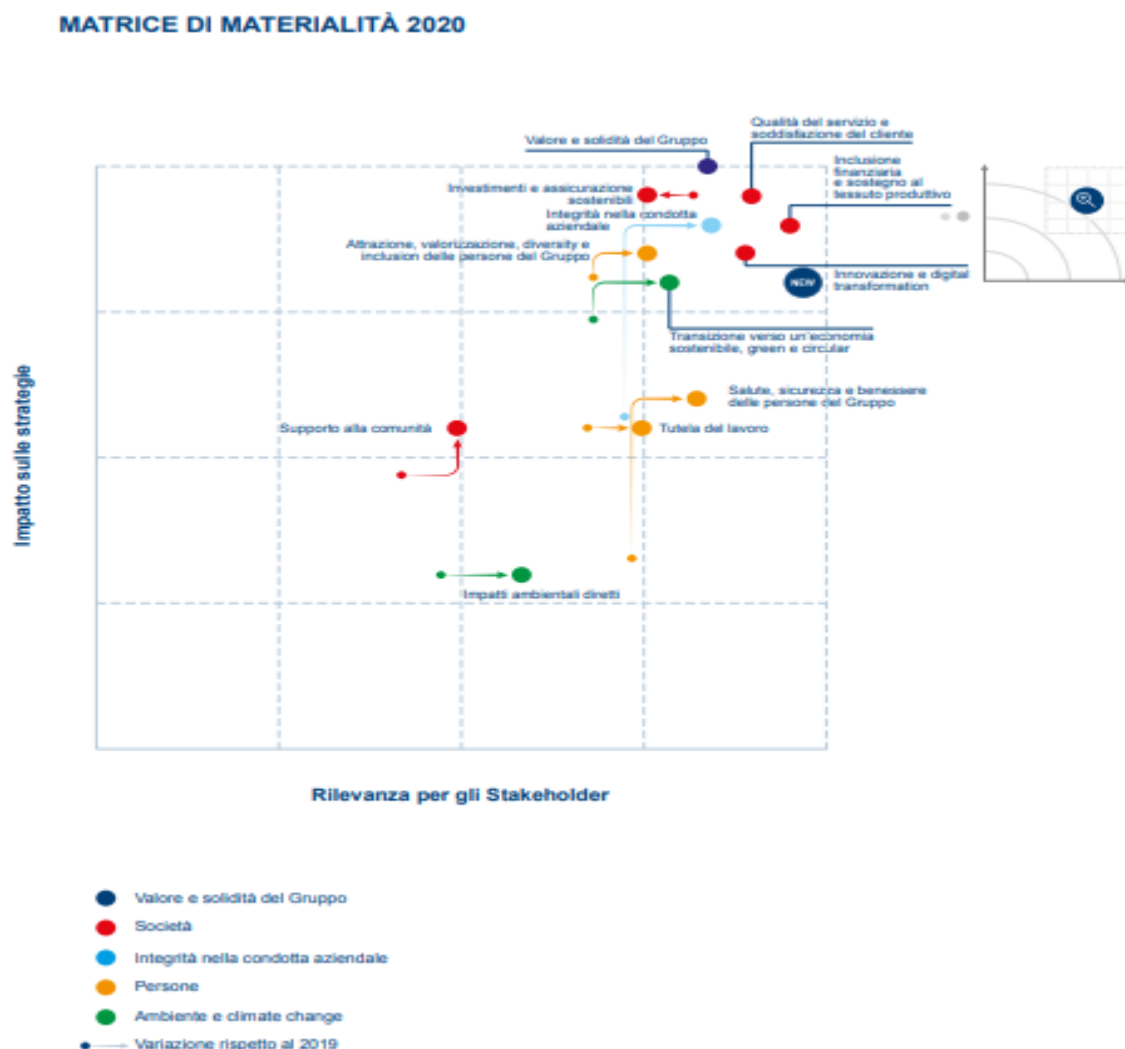 MATRICE DI MATERIALITÀ 2020
Qualità del servizio e
soddisfazione del cliente
Valore e solidità del Gruppo
Inclusione
finanziaria
e sostegno al
tessuto produttivo
Investimenti e assicurazione
sostenibili
Integrità nella condotta
aziendale
Attrazione, valorizzazione, diversity e
inclusion delle persone del Gruppo
Innovazione e digital
transformation
NEW
Transizione verso un'economia
sostenibile, green e circular
Salute, sicurezza e benessere
delle persone del Gruppo
Supporto alla comunità
Tutela del lavoro
Impatti ambientali diretti
Impatto sulle strategie
Rilevanza per gli Stakeholder
Valore e solidità del Gruppo
Società
Integrità nella condotta aziendale
Persone
Ambiente e climate change
Variazione rispetto al 2019